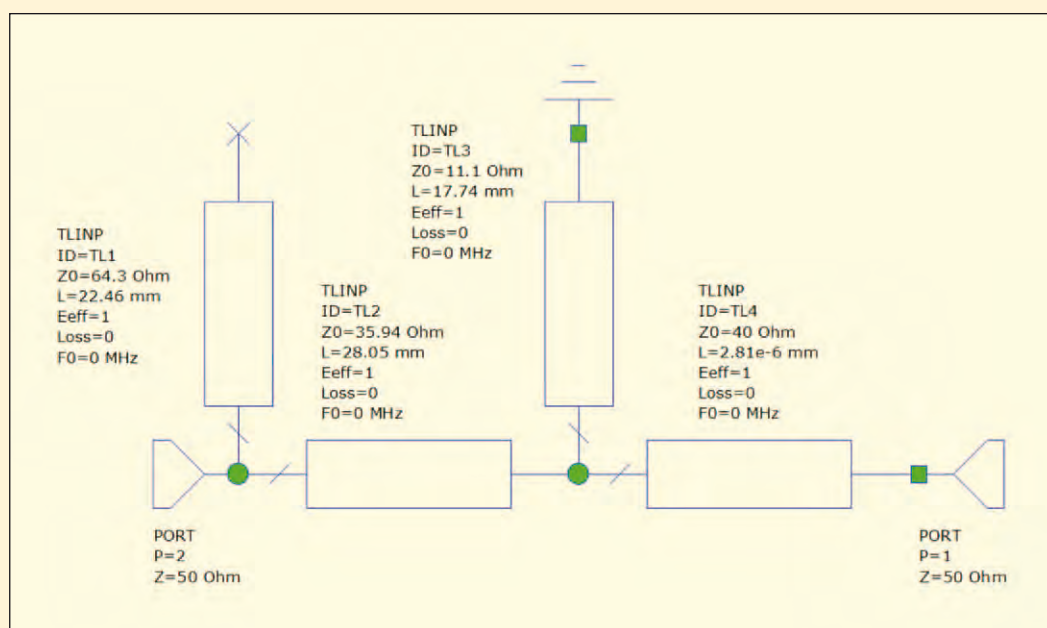 TLINP
ID=TL1
Z0=64.3 Ohm
L=22.46 mm
Eeff=1
Loss=0
F0=0 MHz
TLINP
ID=TL2
Z0=35.94 Ohm
L=28.05 mm
Eeff=1
Loss=0
F0=0 MHz
TLINP
ID=TL3
Z0=11.1 Ohm
L=17.74 mm
Eeff=1
Loss=0
F0=0 MHz
TLINP
ID=TL4
Z0=40 Ohm
L=2.81e-6 mm
Eeff=1
Loss=0
F0=0 MHz
PORT
P=2
Z=50 Ohm
PORT
P=1
Z=50 Ohm